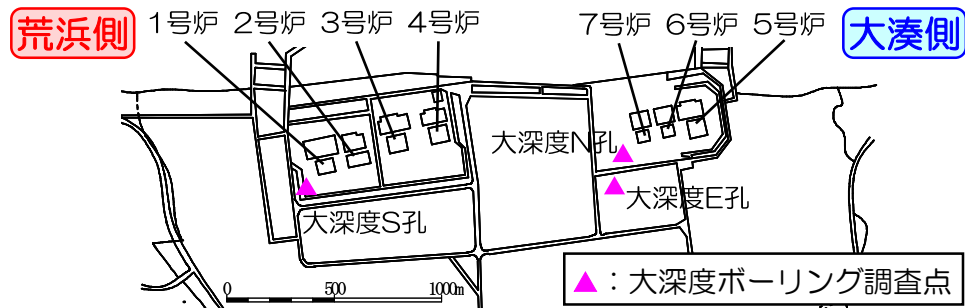 荒浜側
1号炉 2号炉 3号炉 4号炉
7号炉 6号炉 5号炉
大湊側
大深度N孔
大深度E孔
大深度S孔
0 500 1000m
▲：大深度ボーリング調査点